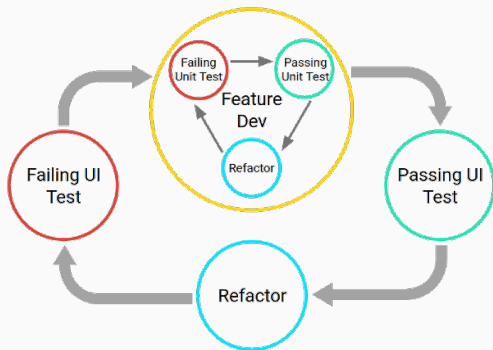 Failing
Unit Test
Passing
Unit Test
Feature
Dev
Refactor
Failing UI
Test
Passing UI
Test
Refactor